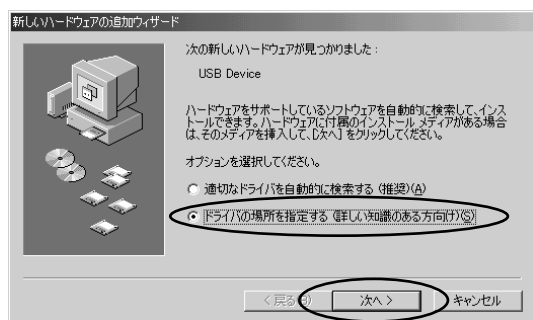 新しいハードウェアの追加ウィザード
次の新しいハードウェアが見つかりました:
USB Device
ハードウェアをサポートしているソフトウェアを自動的に検索して、インス
トールできます。ハードウェアに付属のインストール メディアがある場合
は、そのメディアを挿入して、[次へ] をクリックしてください。
オプションを選択してください。
適切なドライバを自動的に検索する (推奨)(A)
ドライバの場所を指定する (詳しい知識のある方向け)(S)
< 戻る(B)
次へ >
キャンセル